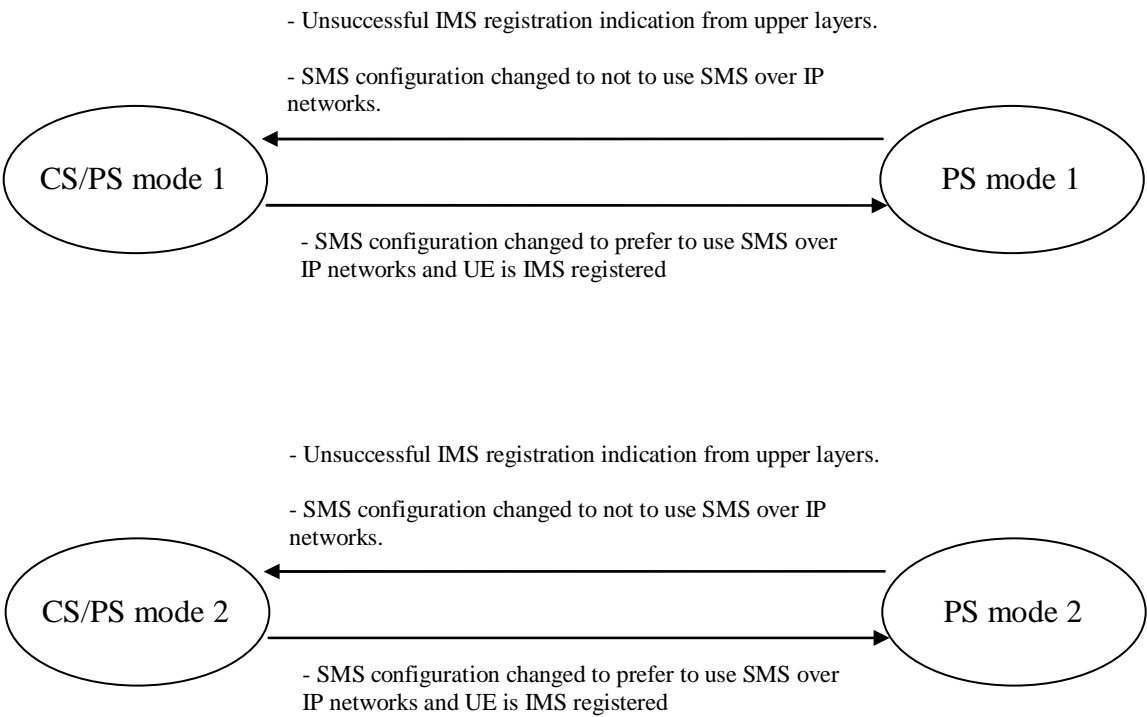 - Unsuccessful IMS registration indication from upper layers.
- SMS configuration changed to not to use SMS over IP
networks.
CS/PS mode 1
PS mode 1
- SMS configuration changed to prefer to use SMS over
IP networks and UE is IMS registered
- Unsuccessful IMS registration indication from upper layers.
- SMS configuration changed to not to use SMS over IP
networks.
CS/PS mode 2
PS mode 2
- SMS configuration changed to prefer to use SMS over
IP networks and UE is IMS registered